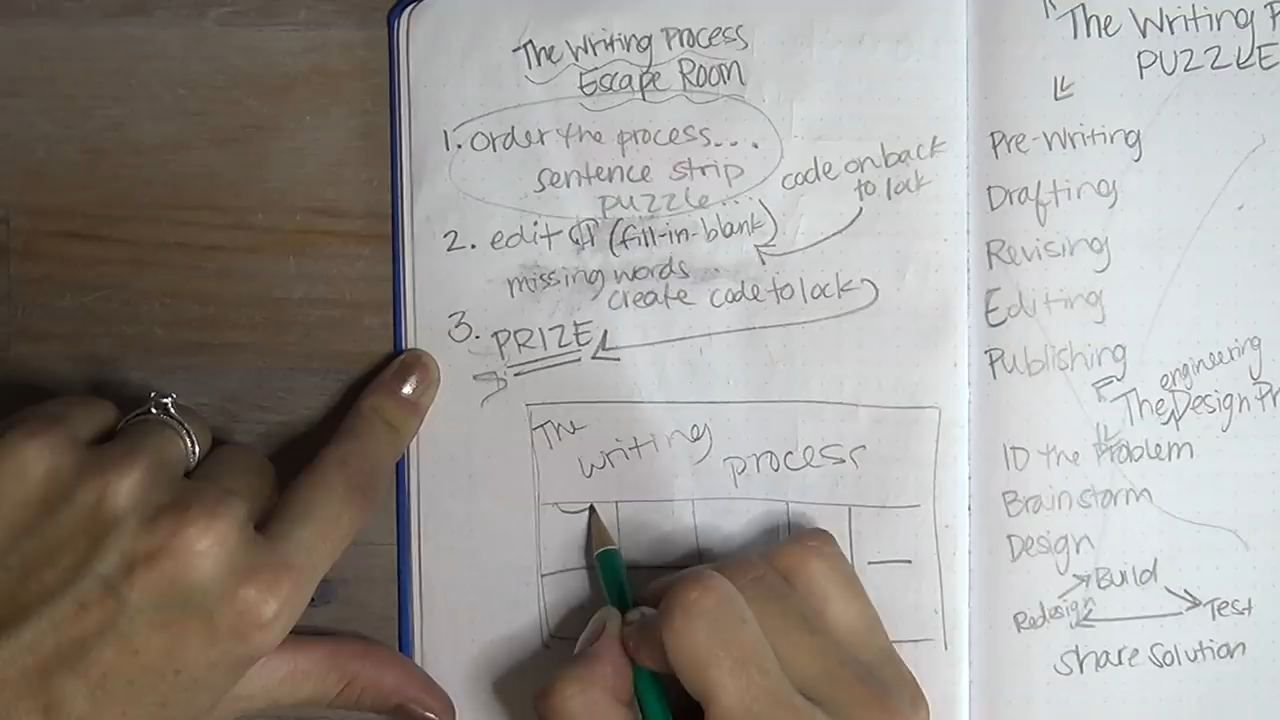 The Writing Process
Escape Room
1. order the process...
sentence strip
puzzle...
code on back
to lock
2. edit (fill-in-blank)
missing words
create code to lock
3. PRIZE
The
writing
process
The Writing
PUZZLE
Pre-Writing
Drafting
Revising
Editing
Publishing
The engineering
Design
ID the Problem
Brainstorm
Design
Build
Redesign
Test
Share Solution